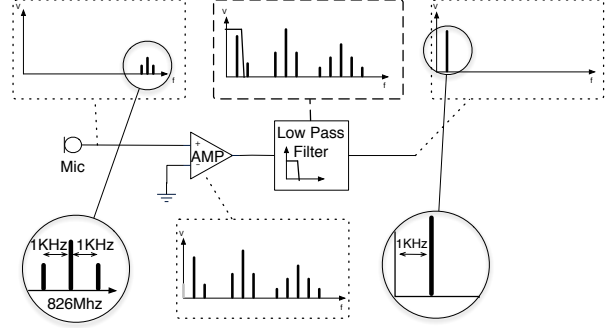 v
f
v
f
v
f
Mic
+
-
AMP
Low Pass
Filter
1KHz
1KHz
826Mhz
v
f
1KHz